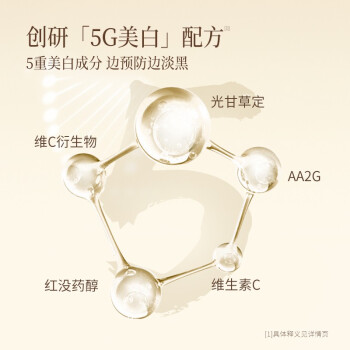 创研「5G美白」配方[1]
5重美白成分 边预防边淡黑
光甘草定
维C衍生物
AA2G
红没药醇
维生素C
[1]具体释义见详情页